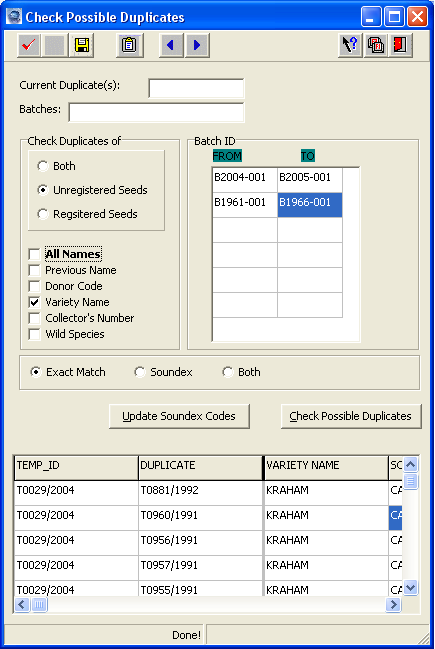 Check Possible Duplicates
Current Duplicate(s):
Batches:
Check Duplicates of
Both
Unregistered Seeds
Regsitered Seeds
All Names
Previous Name
Donor Code
Variety Name
Collector's Number
Wild Species
Batch ID
FROM TO
B2004-001 B2005-001
B1961-001 B1966-001
Exact Match Soundex Both
Update Soundex Codes Check Possible Duplicates
TEMP_ID DUPLICATE VARIETY NAME SC
T0029/2004 T0881/1992 KRAHAM CA
T0029/2004 T0960/1991 KRAHAM CA
T0029/2004 T0956/1991 KRAHAM CA
T0029/2004 T0957/1991 KRAHAM CA
T0029/2004 T0955/1991 KRAHAM CA
Done!